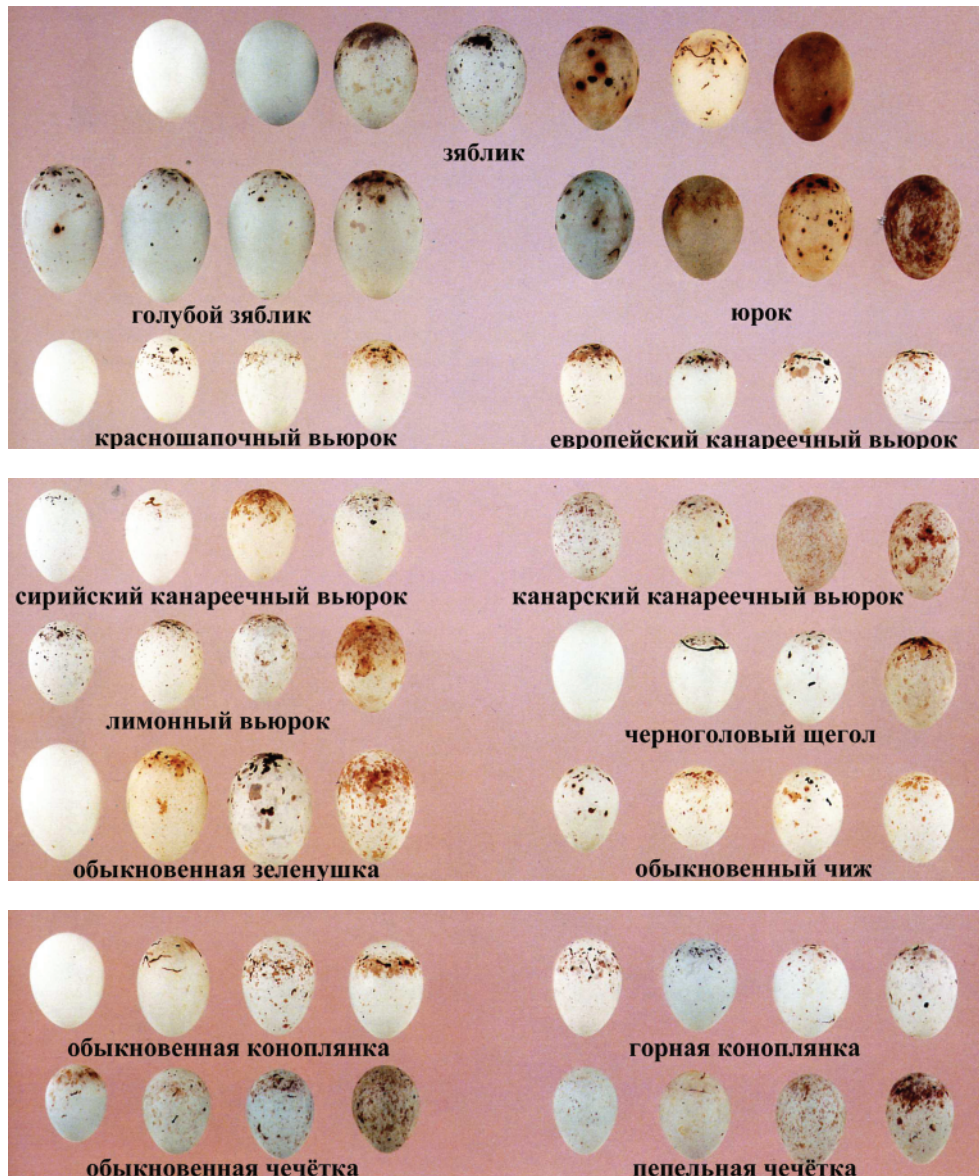 зяблик
голубой зяблик
юрок
красношапочный вьюрок
европейский канареечный вьюрок
сирийский канареечный вьюрок
канарский канареечный вьюрок
лимонный вьюрок
черноголовый щегол
обыкновенная зеленушка
обыкновенный чиж
обыкновенная коноплянка
горная коноплянка
обыкновенная чечётка
пепельная чечётка